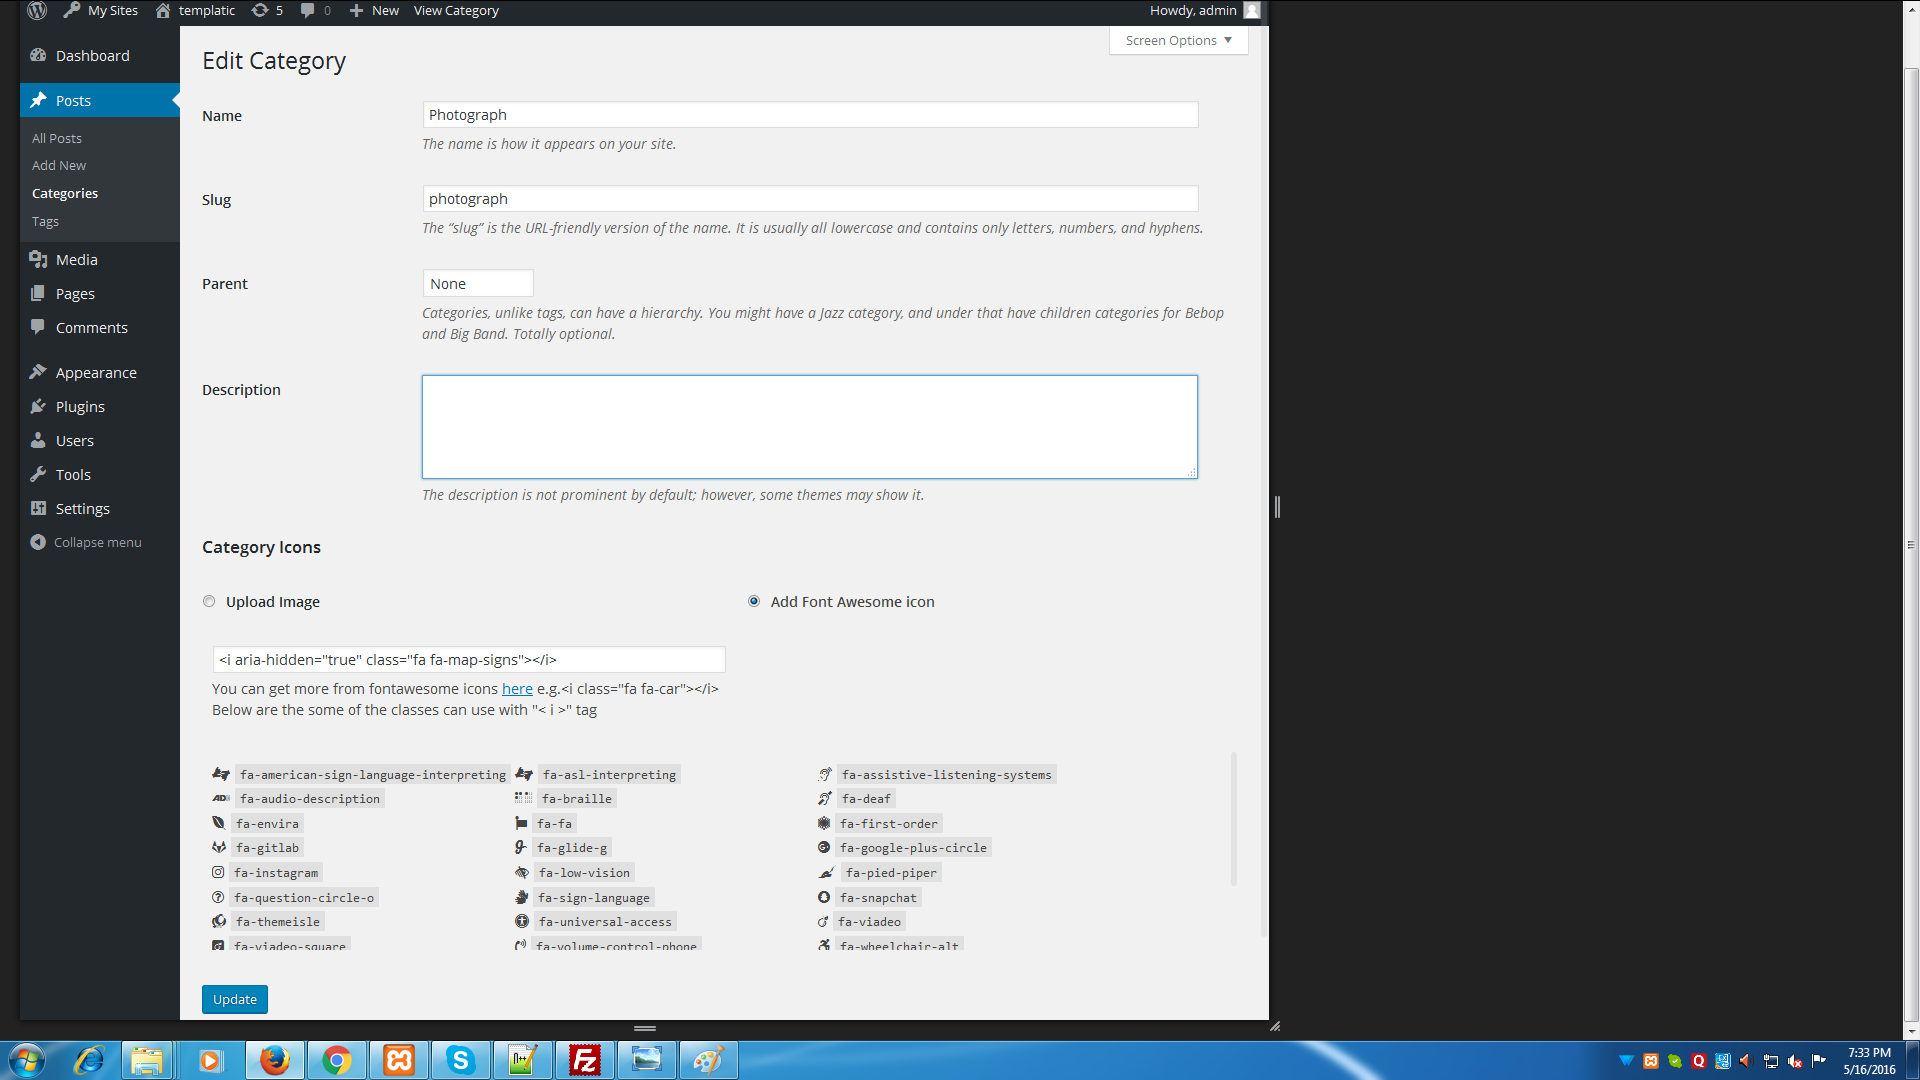 My Sites templatic 5 0 New View Category Howdy, admin
Screen Options
Dashboard
Posts
All Posts
Add New
Categories
Tags
Media
Pages
Comments
Appearance
Plugins
Users
Tools
Settings
Collapse menu
Edit Category
Name
Photograph
The name is how it appears on your site.
Slug
photograph
The “slug” is the URL-friendly version of the name. It is usually all lowercase and contains only letters, numbers, and hyphens.
Parent
None
Categories, unlike tags, can have a hierarchy. You might have a Jazz category, and under that have children categories for Bebop
and Big Band. Totally optional.
Description
The description is not prominent by default; however, some themes may show it.
Category Icons
Upload Image
Add Font Awesome icon
<i aria-hidden="true" class="fa fa-map-signs"></i>
You can get more from fontawesome icons here e.g.<i class="fa fa-car"></i>
Below are the some of the classes can use with "< i >" tag
fa-american-sign-language-interpreting fa-asl-interpreting fa-assistive-listening-systems
fa-audio-description fa-braille fa-deaf
fa-envira fa-fa fa-first-order
fa-gitlab fa-glide-g fa-google-plus-circle
fa-instagram fa-low-vision fa-pied-piper
fa-question-circle-o fa-sign-language fa-snapchat
fa-themeisle fa-universal-access fa-viadeo
fa-viadeo-square fa-volume-control-phone fa-wheelchair-alt
Update
7:33 PM
5/16/2016